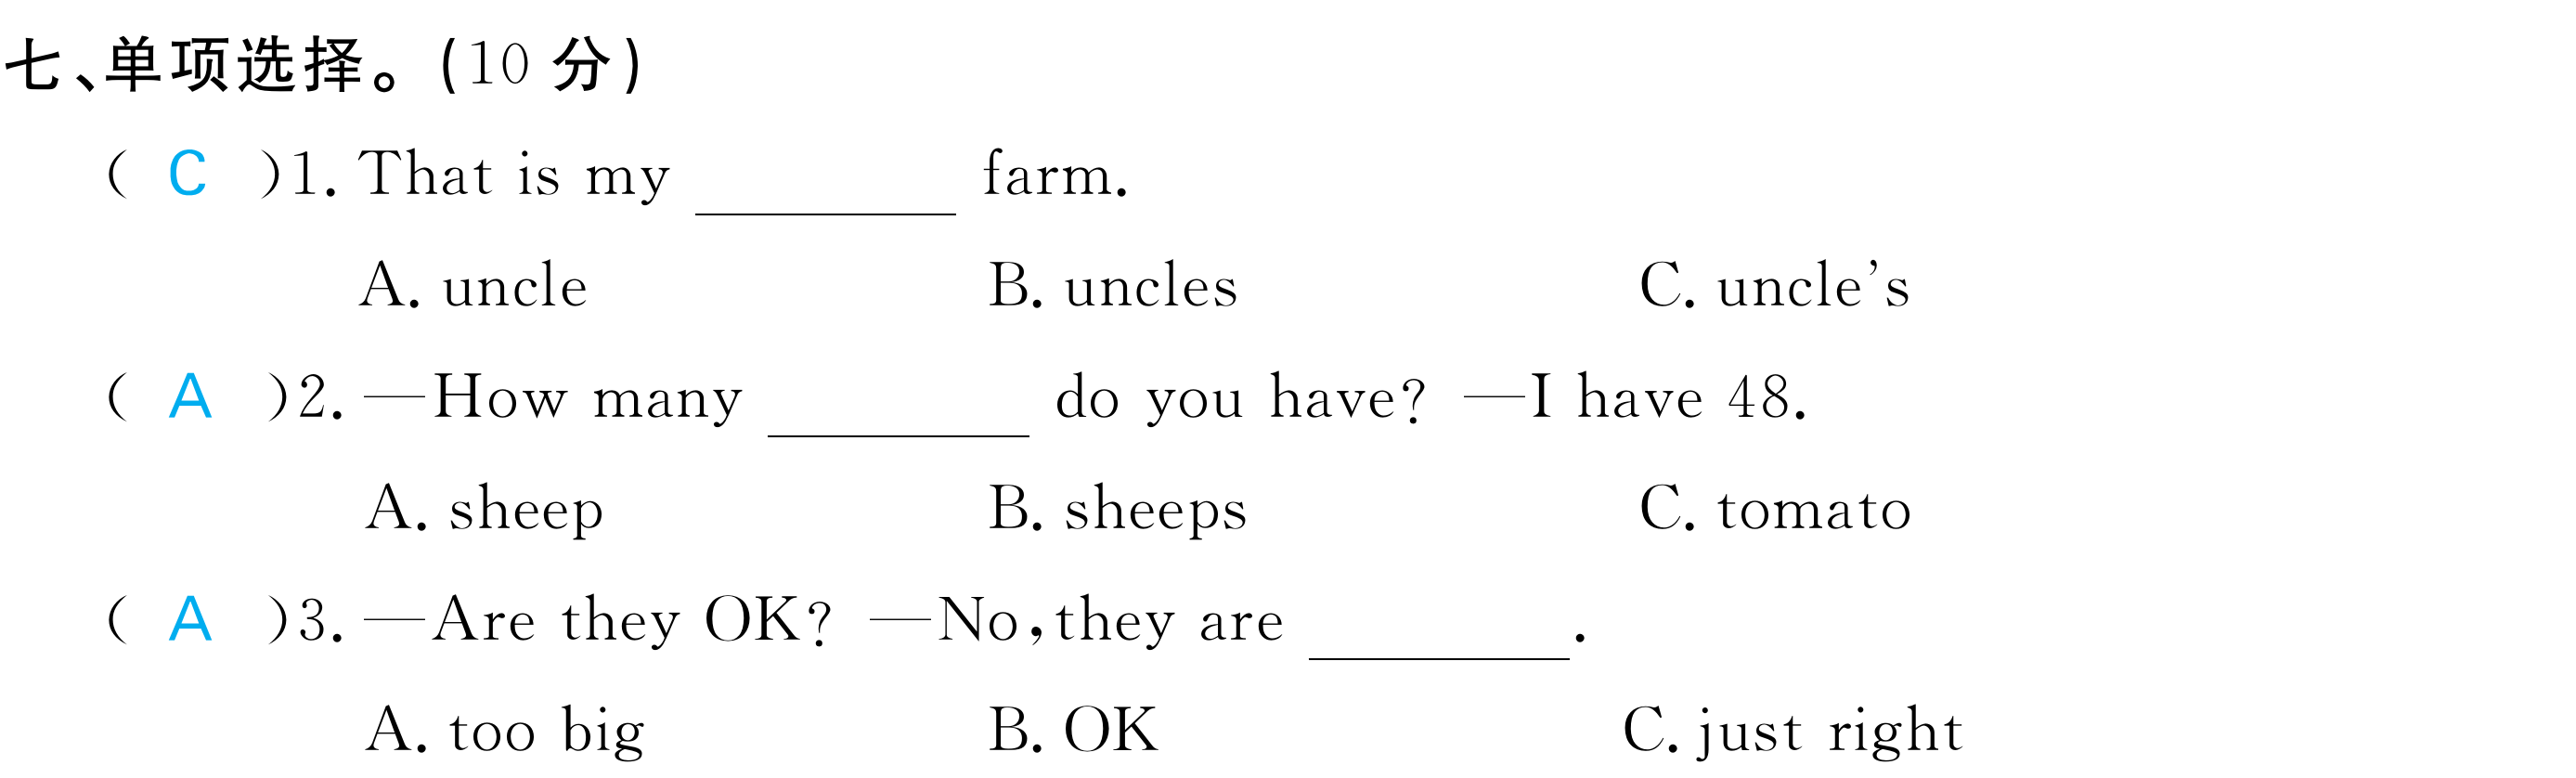 七、单项选择。(10 分)
( C )1. That is my ________ farm.
A. uncle B. uncles C. uncle's
( A )2. —How many ________ do you have? —I have 48.
A. sheep B. sheeps C. tomato
( A )3. —Are they OK? —No,they are ________.
A. too big B. OK C. just right